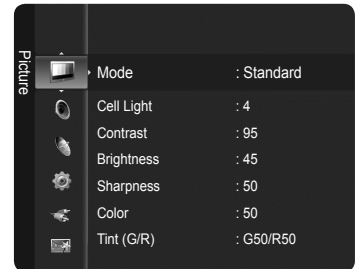 Picture
Mode : Standard
Cell Light : 4
Contrast : 95
Brightness : 45
Sharpness : 50
Color : 50
Tint (G/R) : G50/R50